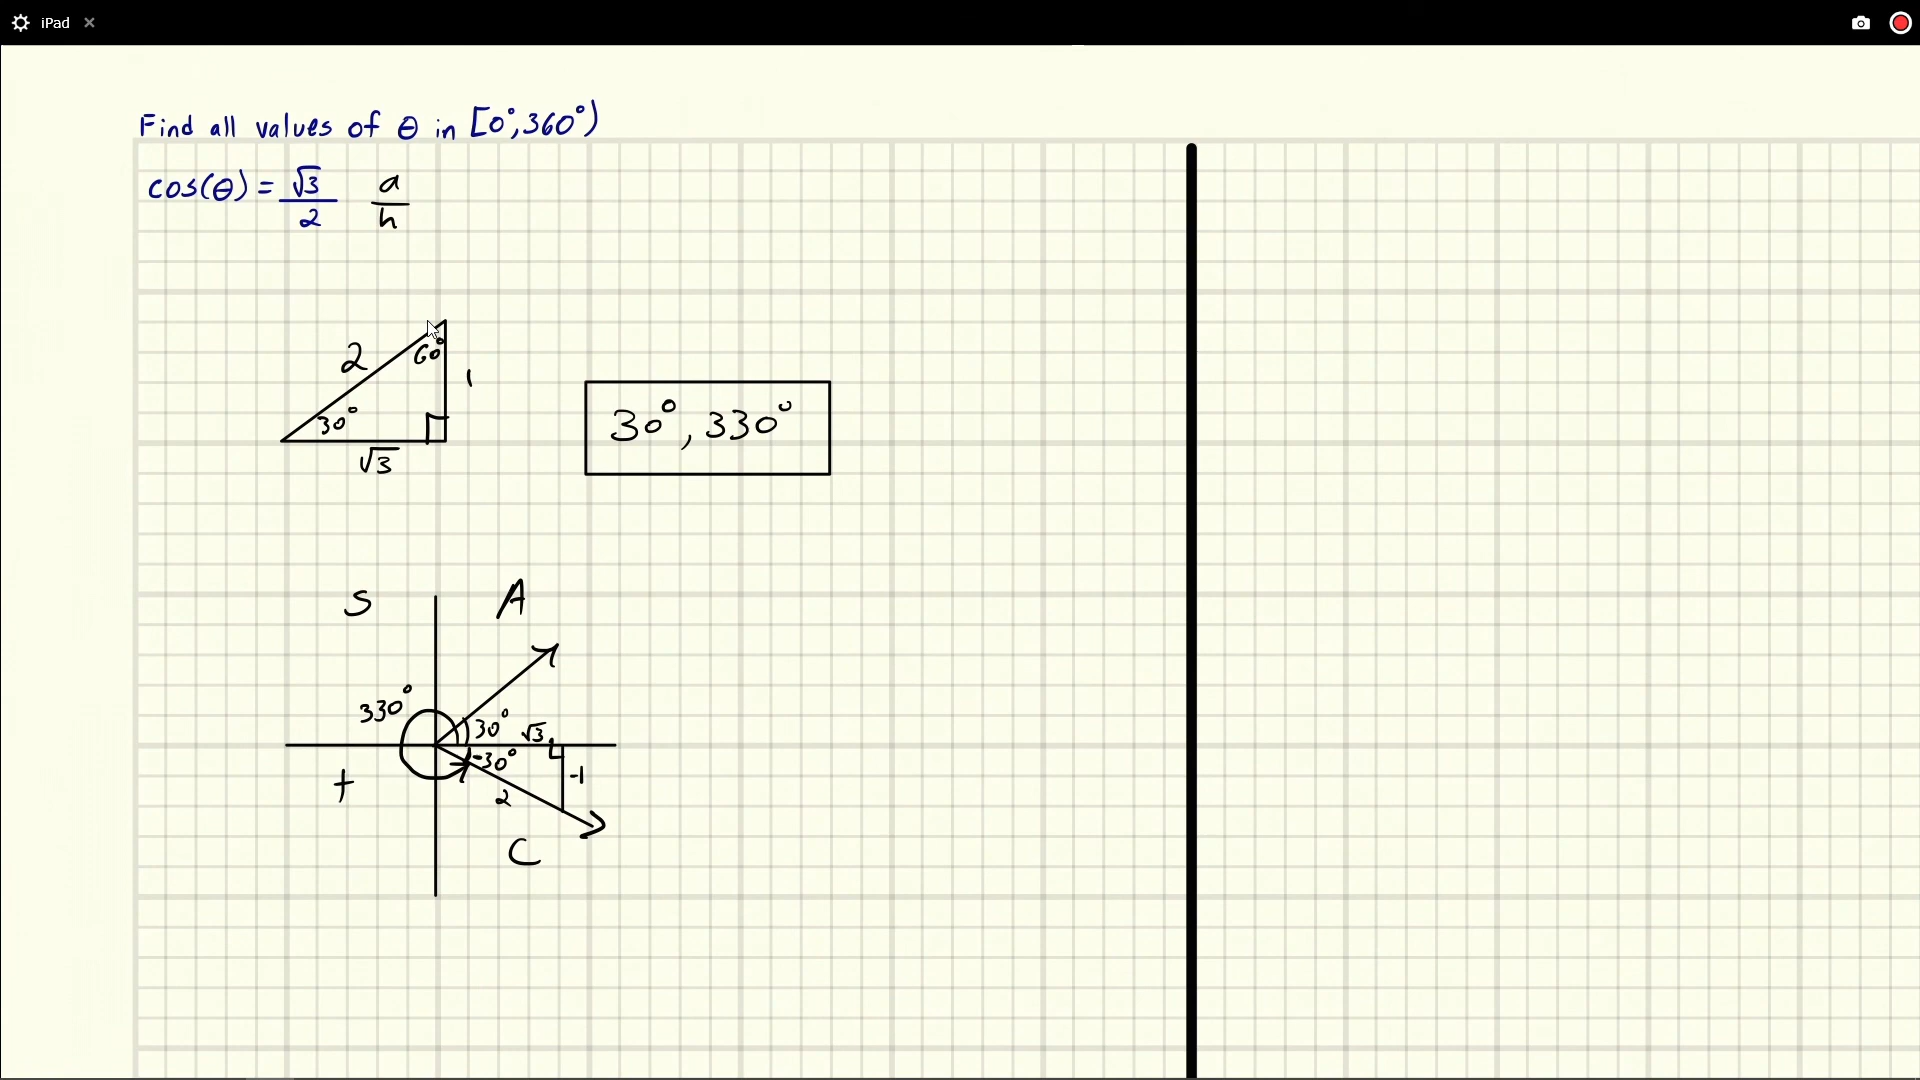 iPad
Find all values of θ in [0°, 360°)
cos(θ) = √3/2 a/h
2 60° 1
30°
√3
30°, 330°
S A
330°
30° √3
-30° -1
T 2
C